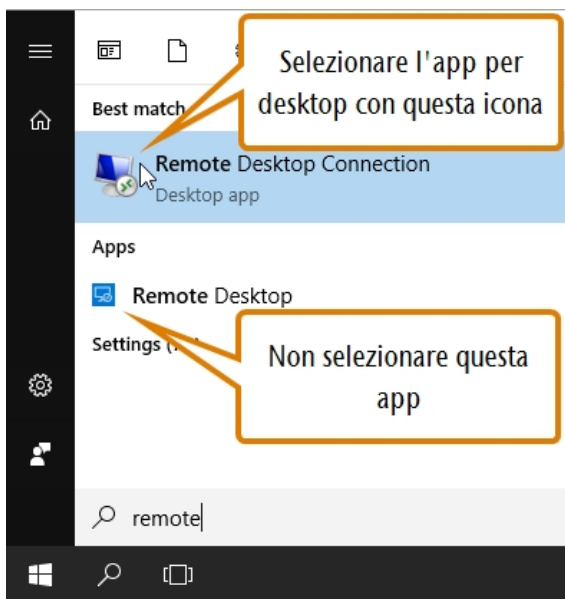 Selezionare l'app per
desktop con questa icona
Best match
Remote Desktop Connection
Desktop app
Apps
Remote Desktop
Settings
Non selezionare questa
app
remote